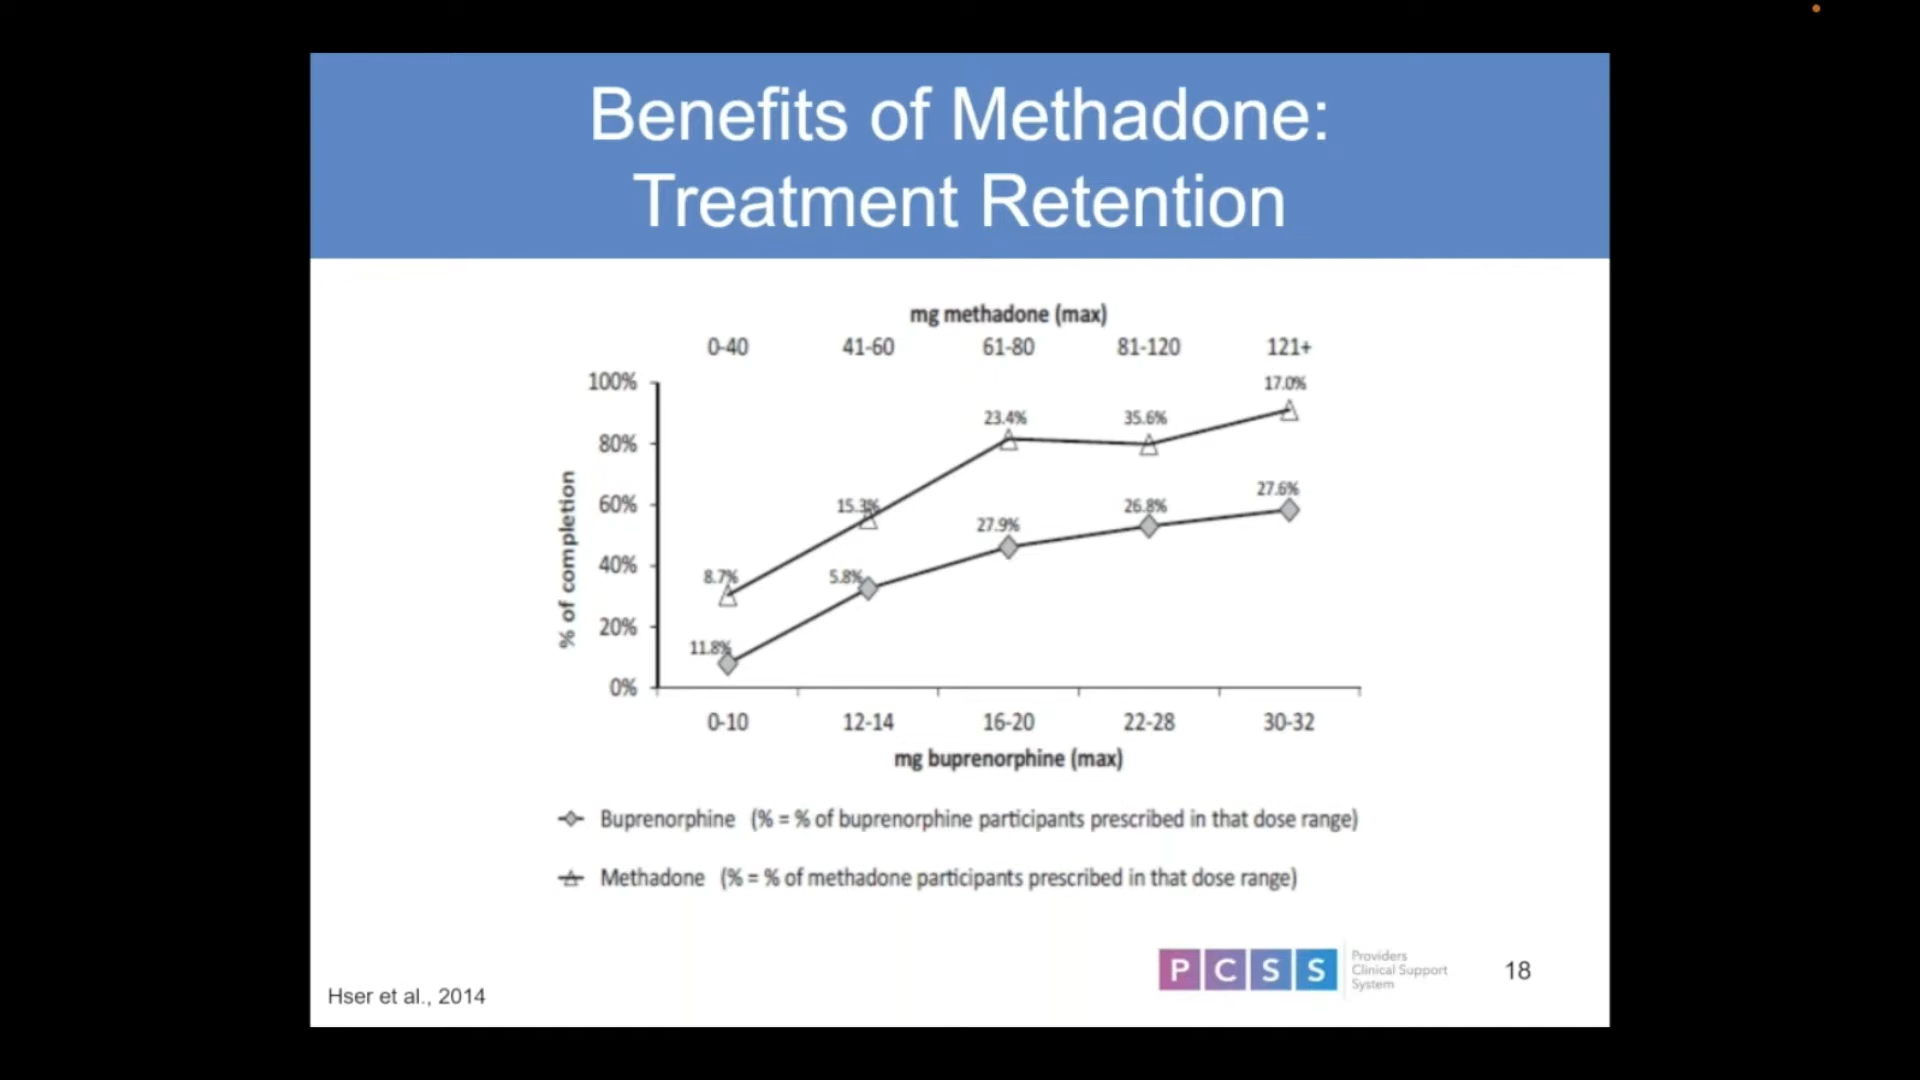 Benefits of Methadone:
Treatment Retention
mg methadone (max)
0-40 41-60 61-80 81-120 121+
100%
80%
60%
40%
20%
0%
% of completion
17.0%
23.4%
35.6%
15.3%
8.7%
27.6%
26.8%
27.9%
5.8%
11.8%
0-10 12-14 16-20 22-28 30-32
mg buprenorphine (max)
Buprenorphine (% = % of buprenorphine participants prescribed in that dose range)
Methadone (% = % of methadone participants prescribed in that dose range)
PCSS
Providers
Clinical Support
System
18
Hser et al., 2014